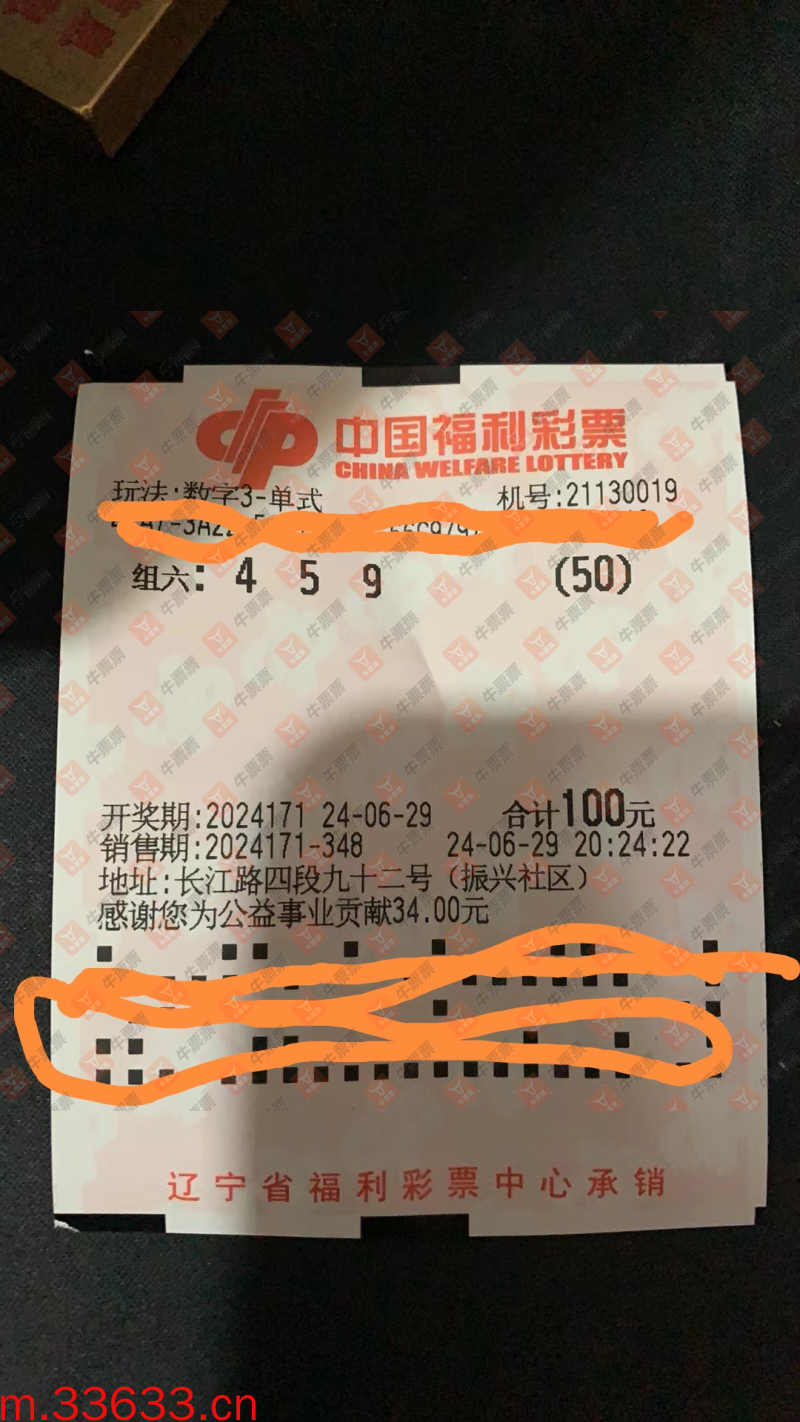 中国福利彩票
CHINA WELFARE LOTTERY
玩法:数字3-单式 机号:21130019
组六: 4 5 9 (50)
开奖期:2024171 24-06-29 合计100元
销售期:2024171-348 24-06-29 20:24:22
地址:长江路四段九十二号(振兴社区)
感谢您为公益事业贡献34.00元
辽宁省福利彩票中心承销
牛票票
m.33633.cn